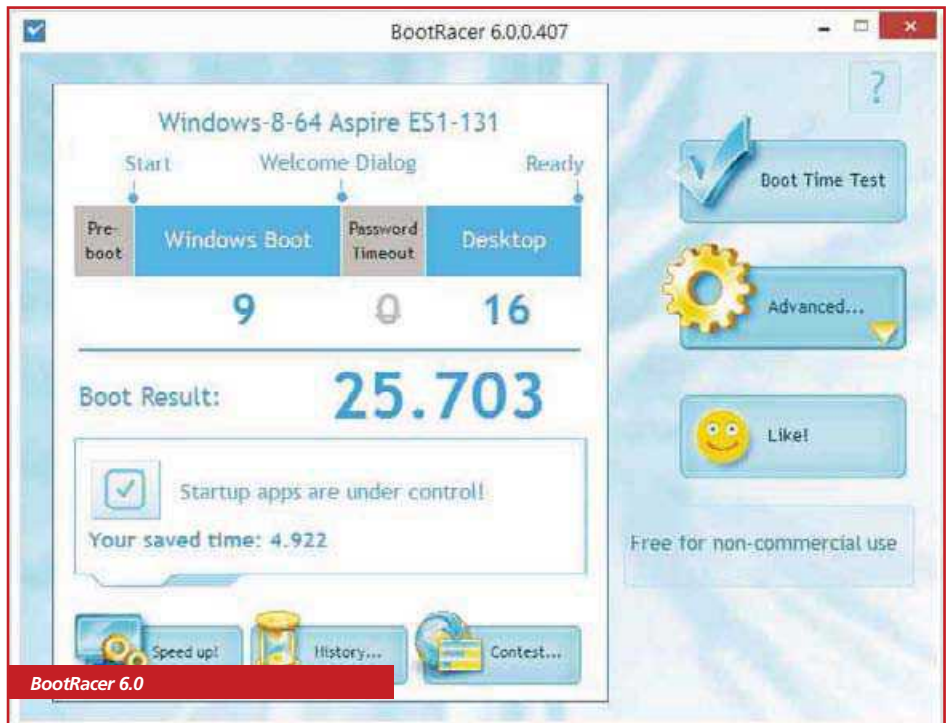 BootRacer 6.0.0.407
?
Windows-8-64 Aspire ES1-131
Start Welcome Dialog Ready
Pre-
boot
Windows Boot
Password
Timeout
Desktop
9 0 16
Boot Result: 25.703
Startup apps are under control!
Your saved time: 4.922
Speed up!
History...
Contest...
Boot Time Test
Advanced...
Like!
Free for non-commercial use
BootRacer 6.0